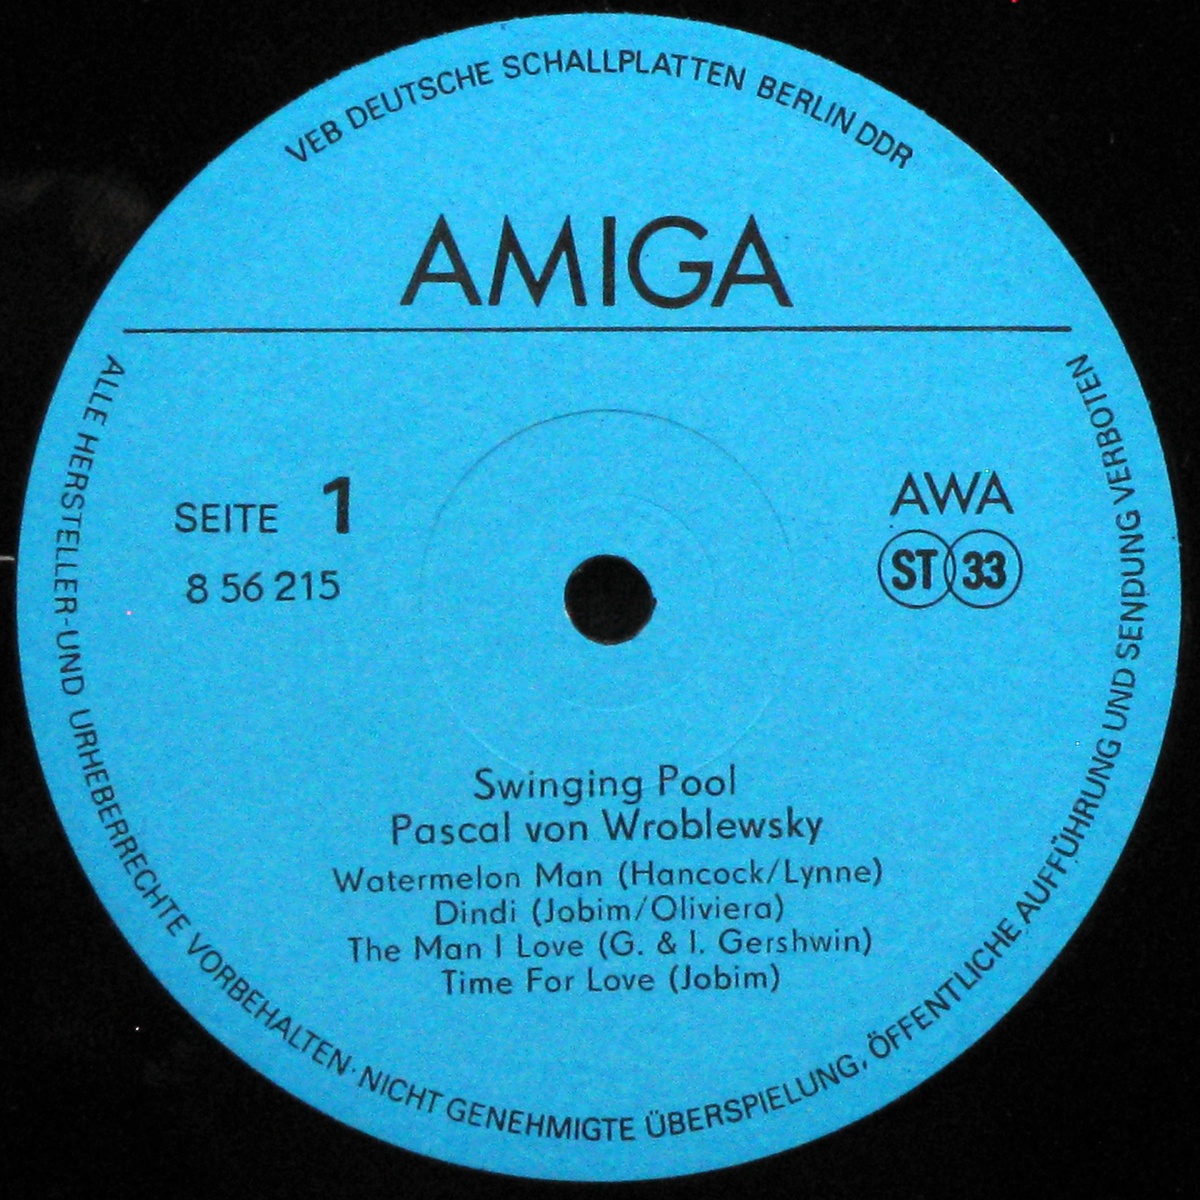 VEB DEUTSCHE SCHALLPLATTEN BERLIN DDR
AMIGA
SEITE 1
8 56 215
AWA
ST 33
Swinging Pool
Pascal von Wroblewsky
Watermelon Man (Hancock/Lynne)
Dindi (Jobim/Oliviera)
The Man I Love (G. & I. Gershwin)
Time For Love (Jobim)
ALLE HERSTELLER-UND URHEBERRECHTE VORBEHALTEN· NICHT GENEHMIGTE ÜBERSPIELUNG, ÖFFENTLICHE AUFFÜHRUNG UND SENDUNG VERBOTEN